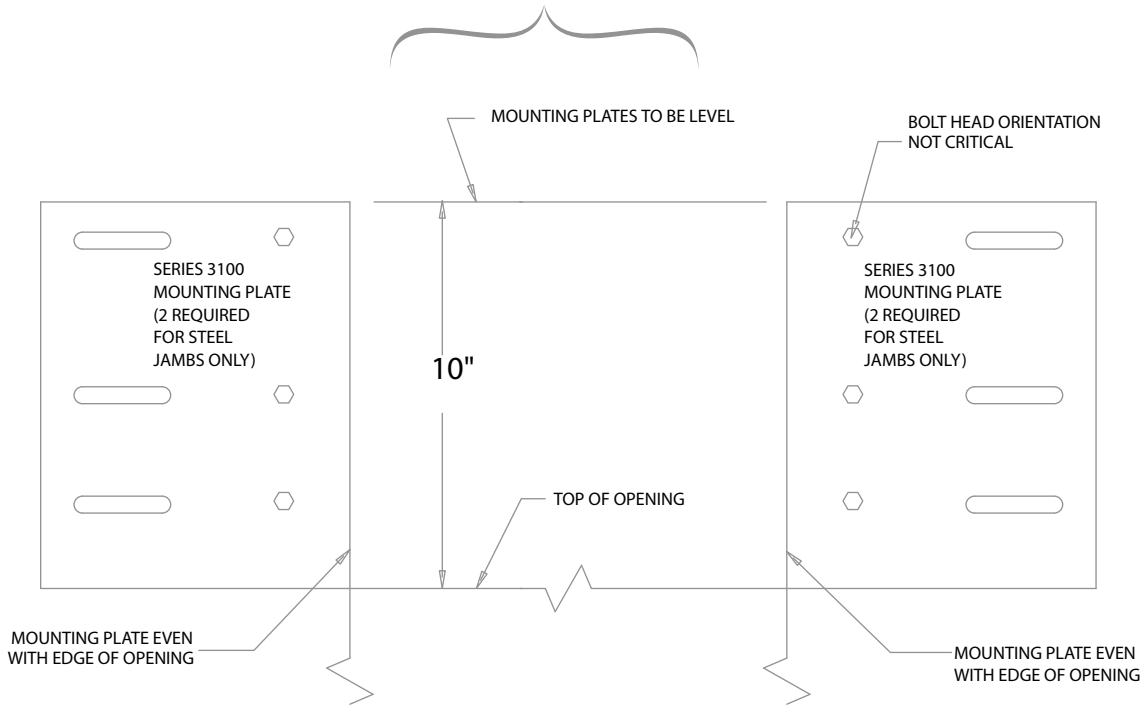 MOUNTING PLATES TO BE LEVEL
BOLT HEAD ORIENTATION
NOT CRITICAL
SERIES 3100
MOUNTING PLATE
(2 REQUIRED
FOR STEEL
JAMBS ONLY)
SERIES 3100
MOUNTING PLATE
(2 REQUIRED
FOR STEEL
JAMBS ONLY)
10"
TOP OF OPENING
MOUNTING PLATE EVEN
WITH EDGE OF OPENING
MOUNTING PLATE EVEN
WITH EDGE OF OPENING